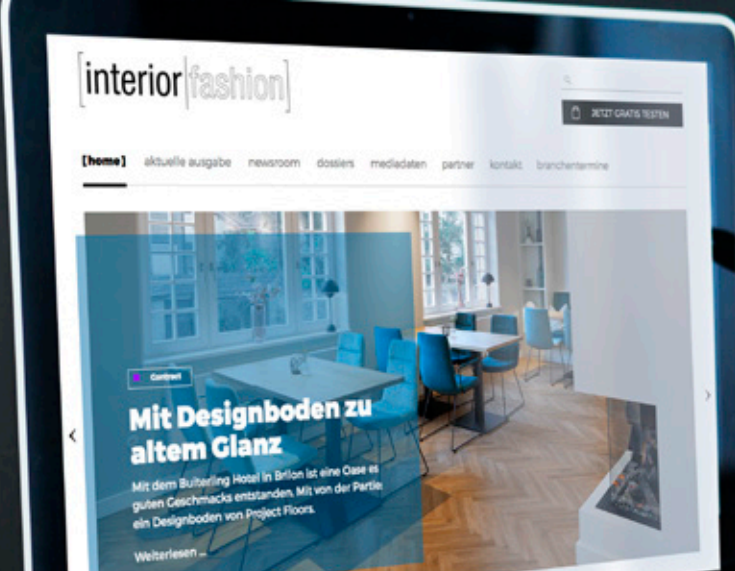 [interior|fashion]
JETZT GRATIS TESTEN
[home] aktuelle ausgabe newsroom dossiers mediadaten partner kontakt branchentermine
Contract
Mit Designboden zu
altem Glanz
Mit dem Buiterling Hotel in Brilon ist eine Oase es
guten Geschmacks entstanden. Mit von der Partie:
ein Designboden von Project Floors.
Weiterlesen ...